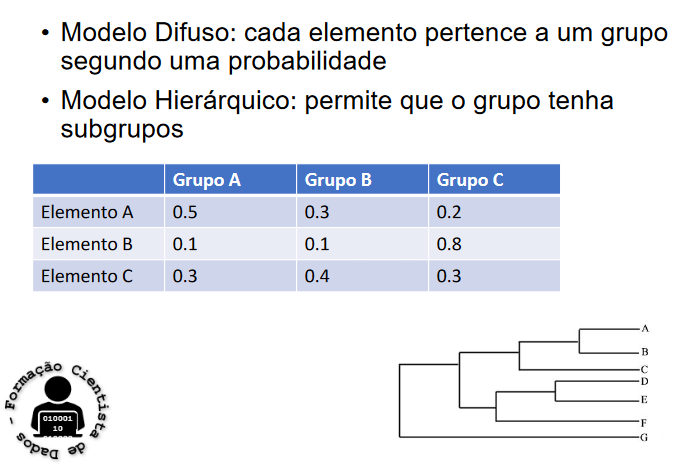 • Modelo Difuso: cada elemento pertence a um grupo
segundo uma probabilidade
• Modelo Hierárquico: permite que o grupo tenha
subgrupos
Grupo A Grupo B Grupo C
Elemento A 0.5 0.3 0.2
Elemento B 0.1 0.1 0.8
Elemento C 0.3 0.4 0.3
A
B
C
D
E
F
G
Formação Cientista de Dados -
010001
10